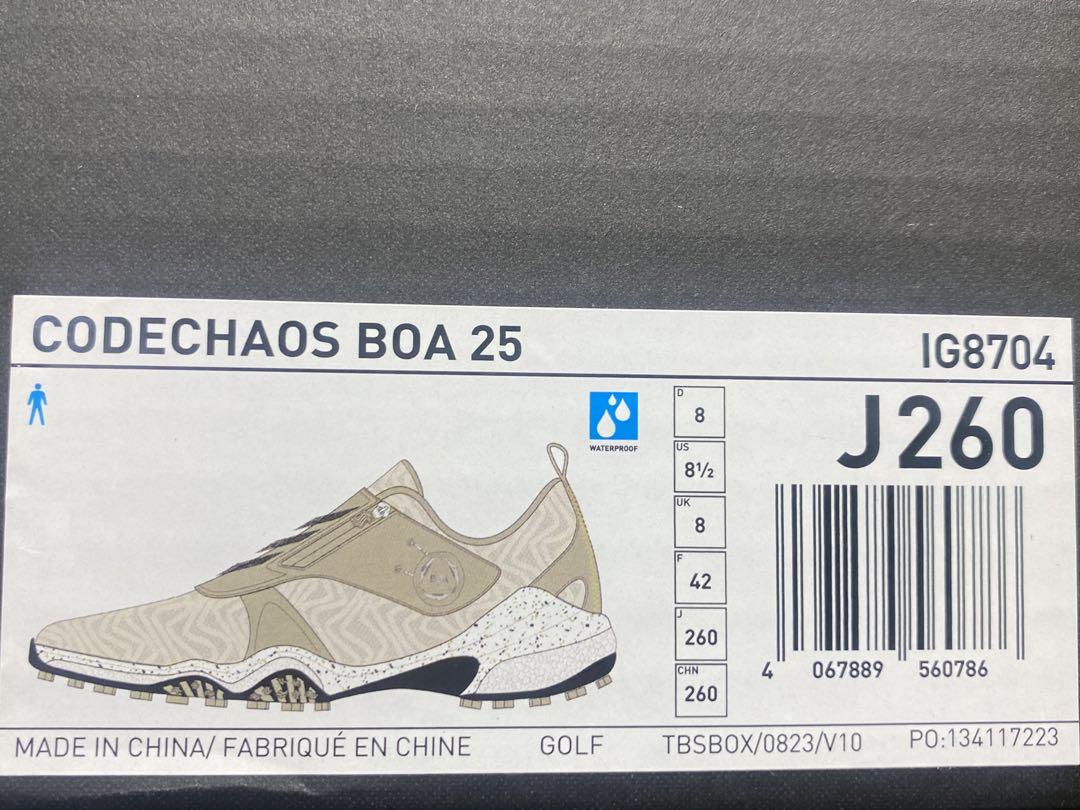 CODECHAOS BOA 25
IG8704
WATERPROOF
D
8
US
8½
UK
8
F
42
J
260
CHN
260
J 260
4 067889 560786
MADE IN CHINA/ FABRIQUÉ EN CHINE
GOLF
TBSBOX/0823/V10
PO:134117223